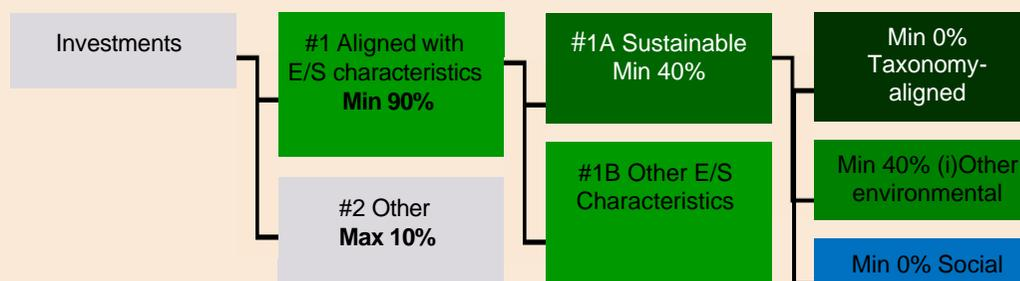 Investments
#1 Aligned with
E/S characteristics
Min 90%
#2 Other
Max 10%
#1A Sustainable
Min 40%
#1B Other E/S
Characteristics
Min 0%
Taxonomy-
aligned
Min 40% (i)Other
environmental
Min 0% Social